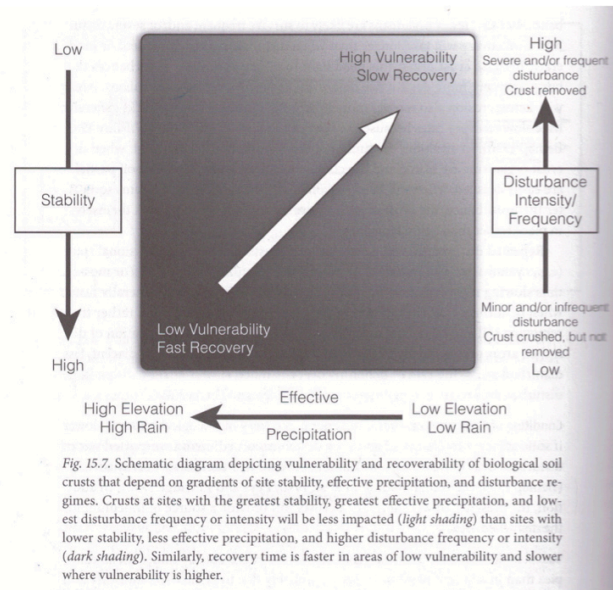 Low
Stability
High
High Vulnerability
Slow Recovery
Low Vulnerability
Fast Recovery
High
Severe and/or frequent
disturbance
Crust removed
Disturbance
Intensity/
Frequency
Minor and/or infrequent
disturbance
Crust crushed, but not
removed
Low
High Elevation
High Rain
Effective
Precipitation
Low Elevation
Low Rain
Fig. 15.7. Schematic diagram depicting vulnerability and recoverability of biological soil
crusts that depend on gradients of site stability, effective precipitation, and disturbance re-
gimes. Crusts at sites with the greatest stability, greatest effective precipitation, and low-
est disturbance frequency or intensity will be less impacted (light shading) than sites with
lower stability, less effective precipitation, and higher disturbance frequency or intensity
(dark shading). Similarly, recovery time is faster in areas of low vulnerability and slower
where vulnerability is higher.